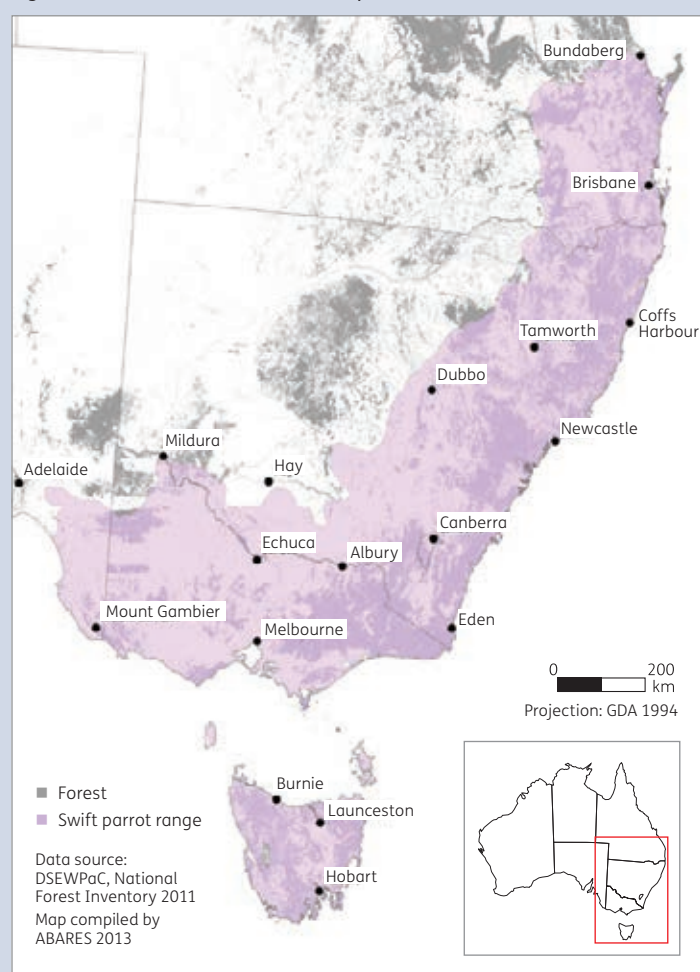 Bundaberg
Brisbane
Coffs
Harbour
Tamworth
Dubbo
Newcastle
Mildura
Adelaide
Hay
Canberra
Echuca
Albury
Mount Gambier
Eden
Melbourne
0 200
km
Projection: GDA 1994
Burnie
Forest
Launceston
Swift parrot range
Data source:
DSEWPaC, National
Forest Inventory 2011
Hobart
Map compiled by
ABARES 2013